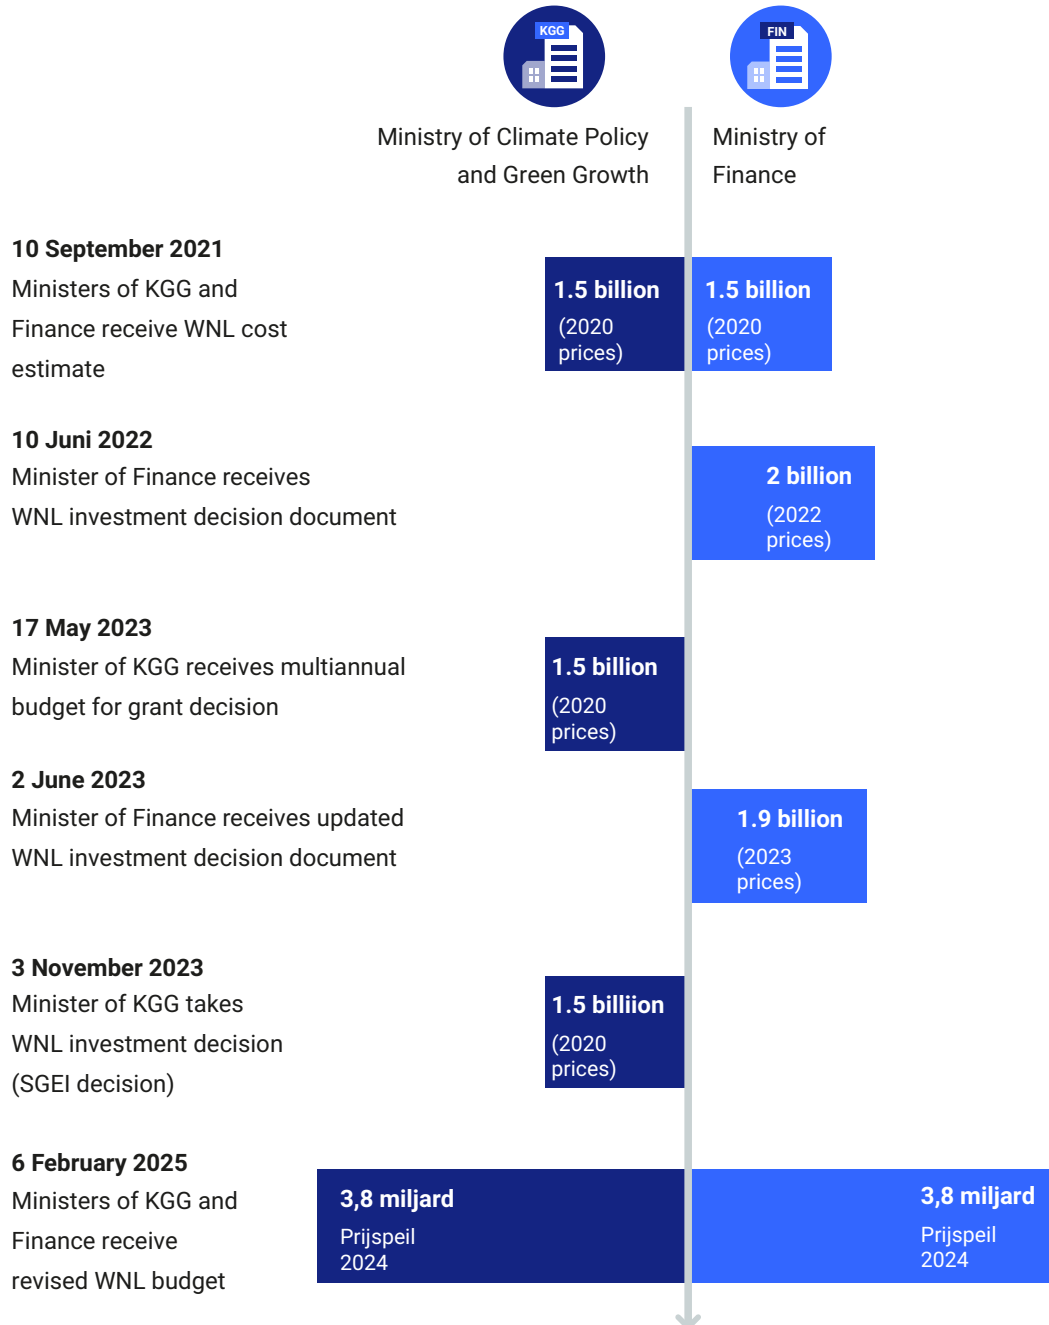 KGG
FIN
Ministry of Climate Policy
and Green Growth
Ministry of
Finance
10 September 2021
Ministers of KGG and
Finance receive WNL cost
estimate
1.5 billion
(2020
prices)
1.5 billion
(2020
prices)
10 Juni 2022
Minister of Finance receives
WNL investment decision document
2 billion
(2022
prices)
17 May 2023
Minister of KGG receives multiannual
budget for grant decision
1.5 billion
(2020
prices)
2 June 2023
Minister of Finance receives updated
WNL investment decision document
1.9 billion
(2023
prices)
3 November 2023
Minister of KGG takes
WNL investment decision
(SGEI decision)
1.5 billiion
(2020
prices)
6 February 2025
Ministers of KGG and
Finance receive
revised WNL budget
3,8 miljard
Prijspeil
2024
3,8 miljard
Prijspeil
2024